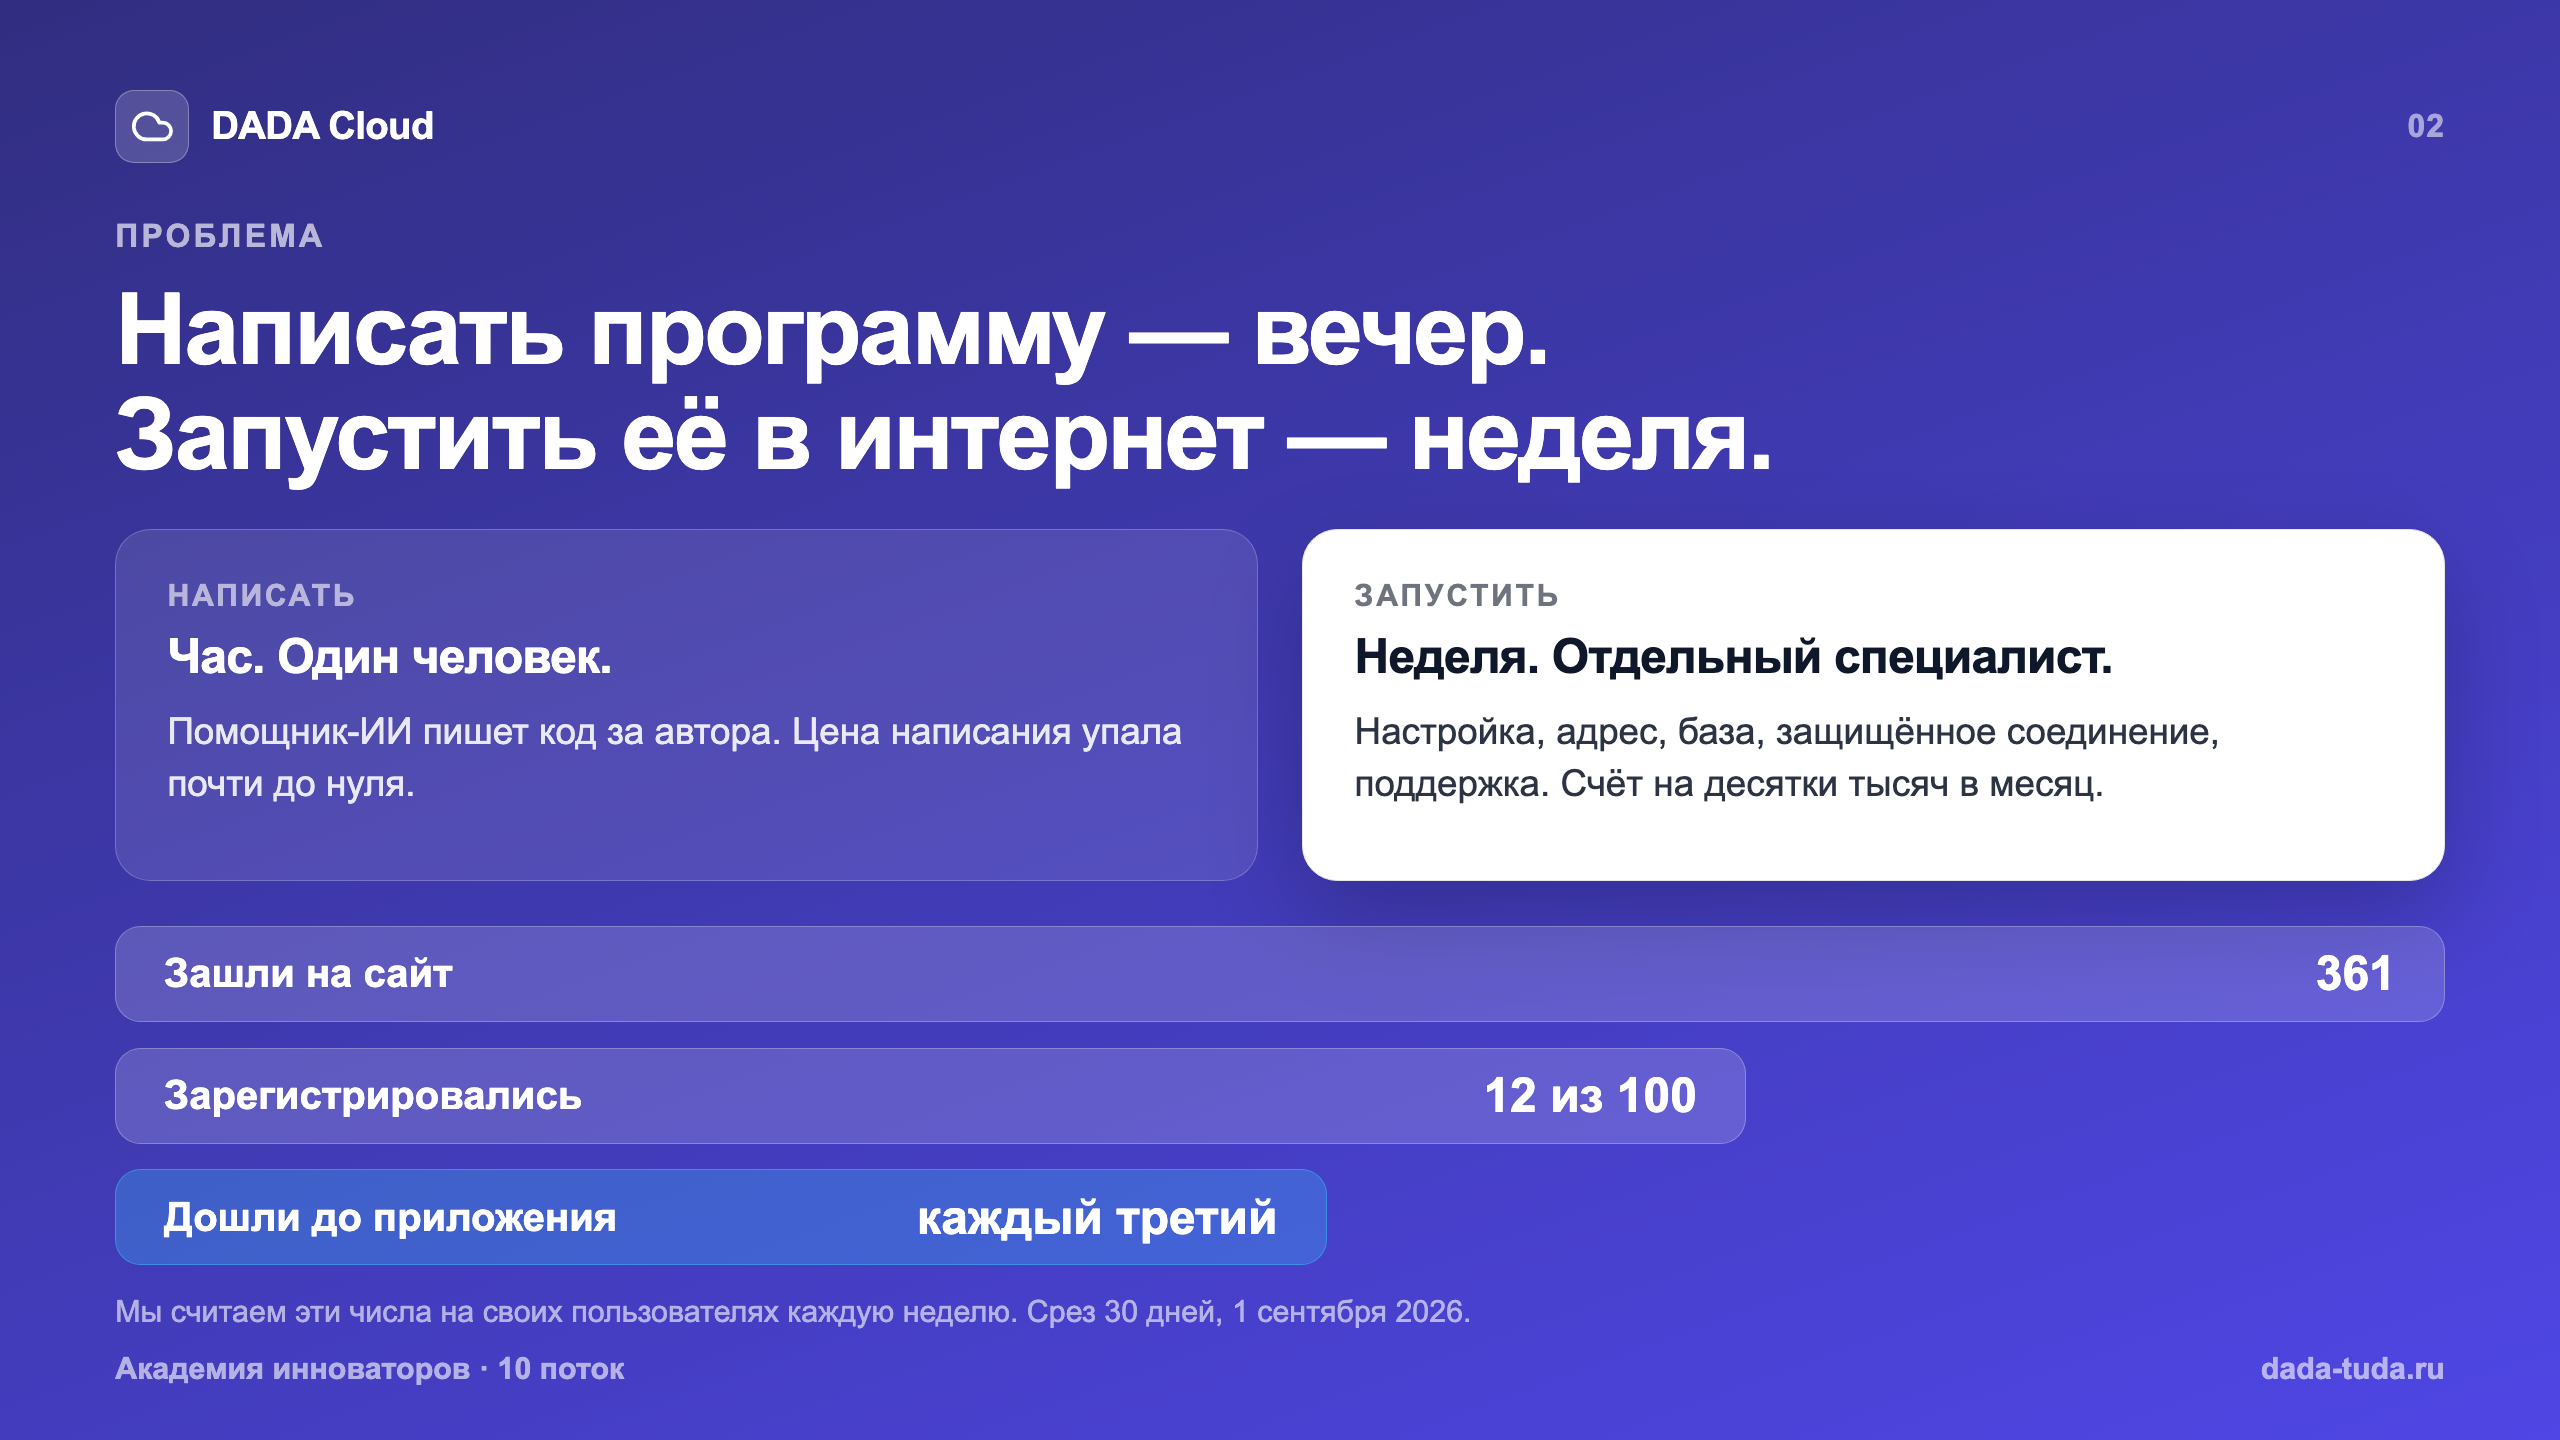 DADA Cloud
02
ПРОБЛЕМА
Написать программу — вечер.
Запустить её в интернет — неделя.
НАПИСАТЬ
Час. Один человек.
Помощник-ИИ пишет код за автора. Цена написания упала
почти до нуля.
ЗАПУСТИТЬ
Неделя. Отдельный специалист.
Настройка, адрес, база, защищённое соединение,
поддержка. Счёт на десятки тысяч в месяц.
Зашли на сайт 361
Зарегистрировались 12 из 100
Дошли до приложения каждый третий
Мы считаем эти числа на своих пользователях каждую неделю. Срез 30 дней, 1 сентября 2026.
Академия инноваторов · 10 поток
dada-tuda.ru